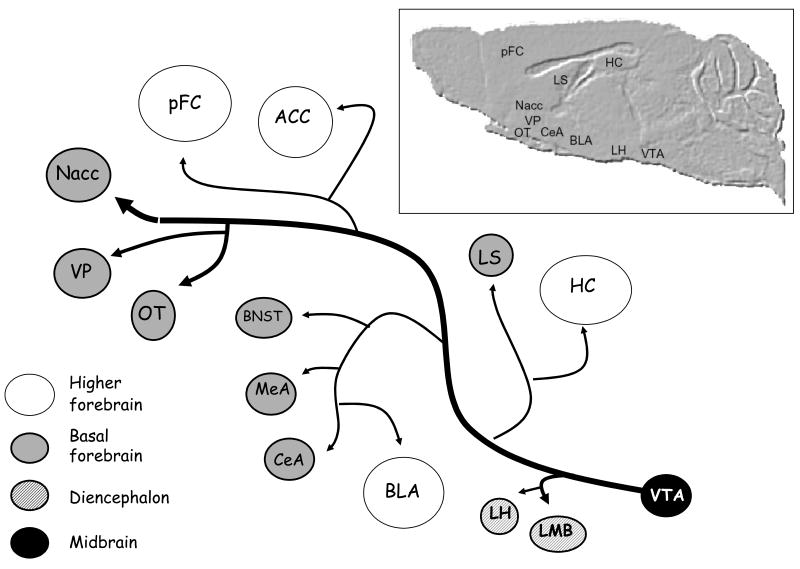 pFC
ACC
Nacc
VP
OT
BNST
MeA
CeA
BLA
LS
HC
LH
LMB
VTA
pFC
HC
LS
Nacc
VP
OT CeA
BLA
LH
VTA
Higher
forebrain
Basal
forebrain
Diencephalon
Midbrain